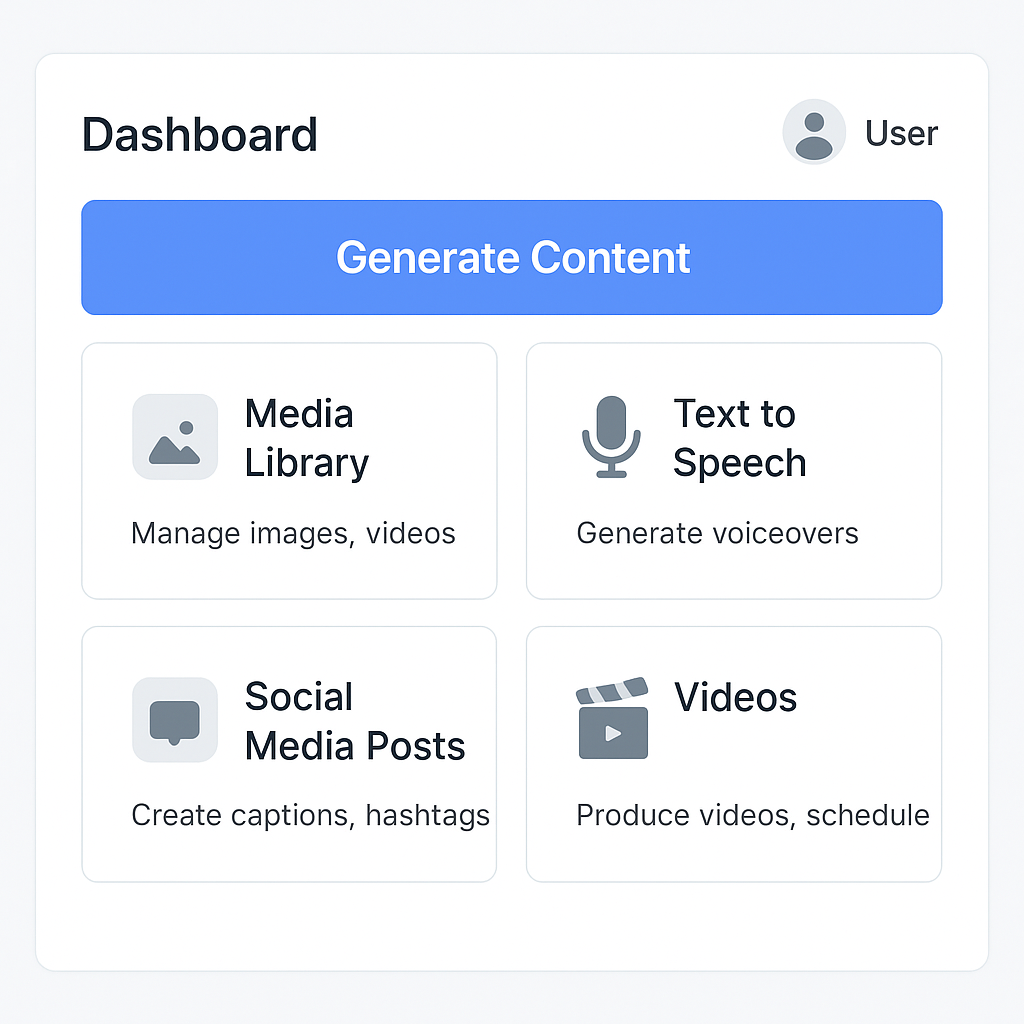 Dashboard
User
Generate Content
Media
Library
Manage images, videos
Text to
Speech
Generate voiceovers
Social
Media Posts
Create captions, hashtags
Videos
Produce videos, schedule